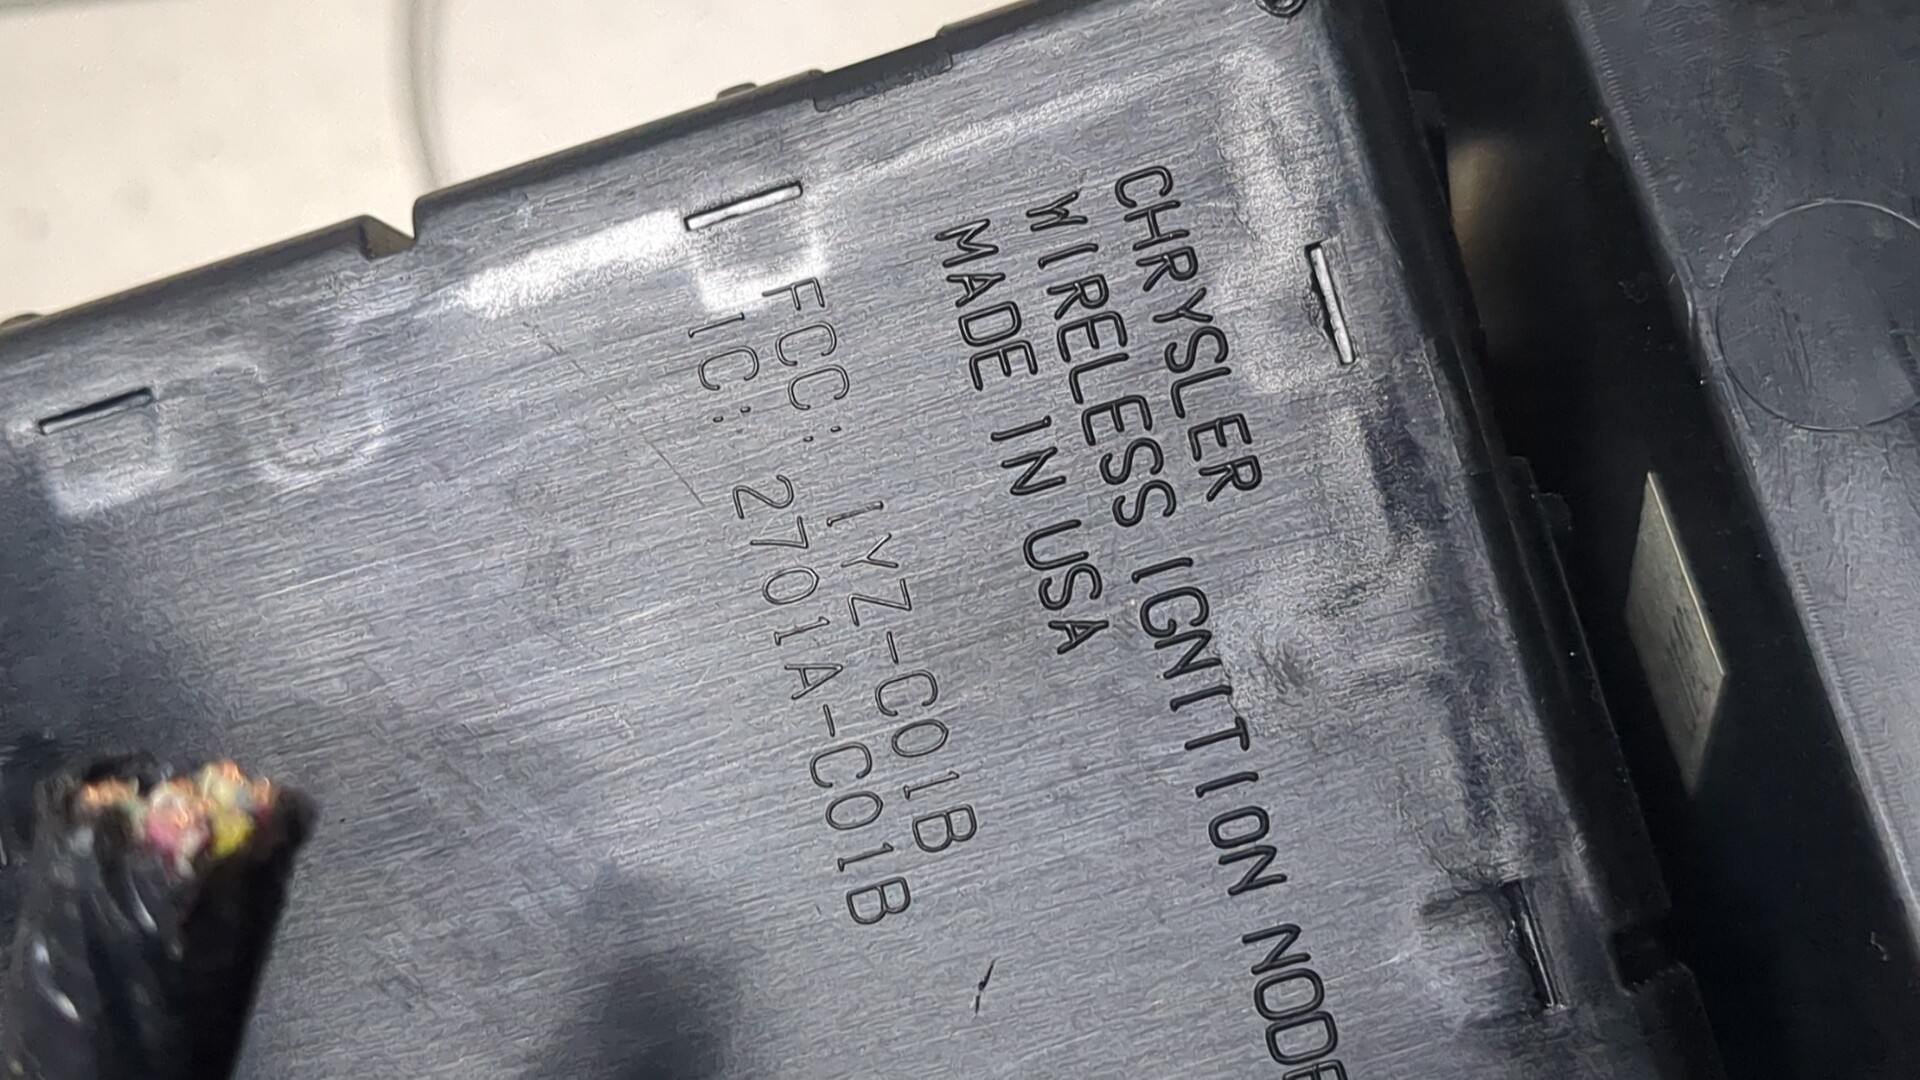 CHRYSLER
WIRELESS IGNITION NODE
MADE IN USA
FCC: IYZ-C01B
IC: 2701A-C01B